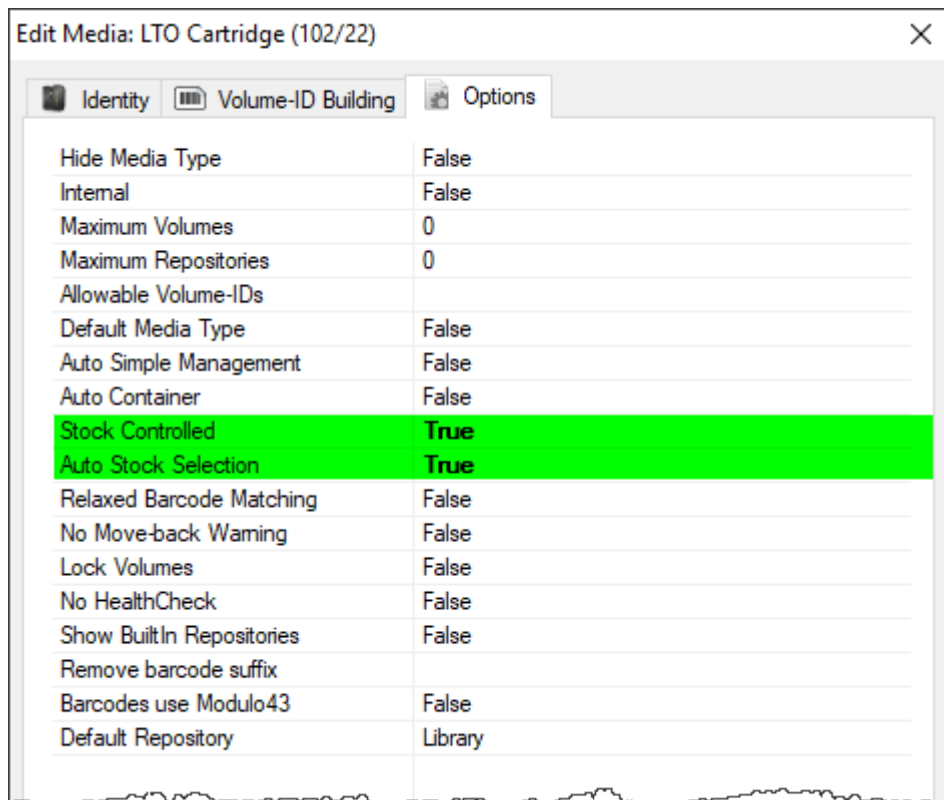 Edit Media: LTO Cartridge (102/22)
Identity Volume-ID Building Options
Hide Media Type False
Internal False
Maximum Volumes 0
Maximum Repositories 0
Allowable Volume-IDs
Default Media Type False
Auto Simple Management False
Auto Container False
Stock Controlled True
Auto Stock Selection True
Relaxed Barcode Matching False
No Move-back Warning False
Lock Volumes False
No HealthCheck False
Show BuiltIn Repositories False
Remove barcode suffix
Barcodes use Modulo43 False
Default Repository Library